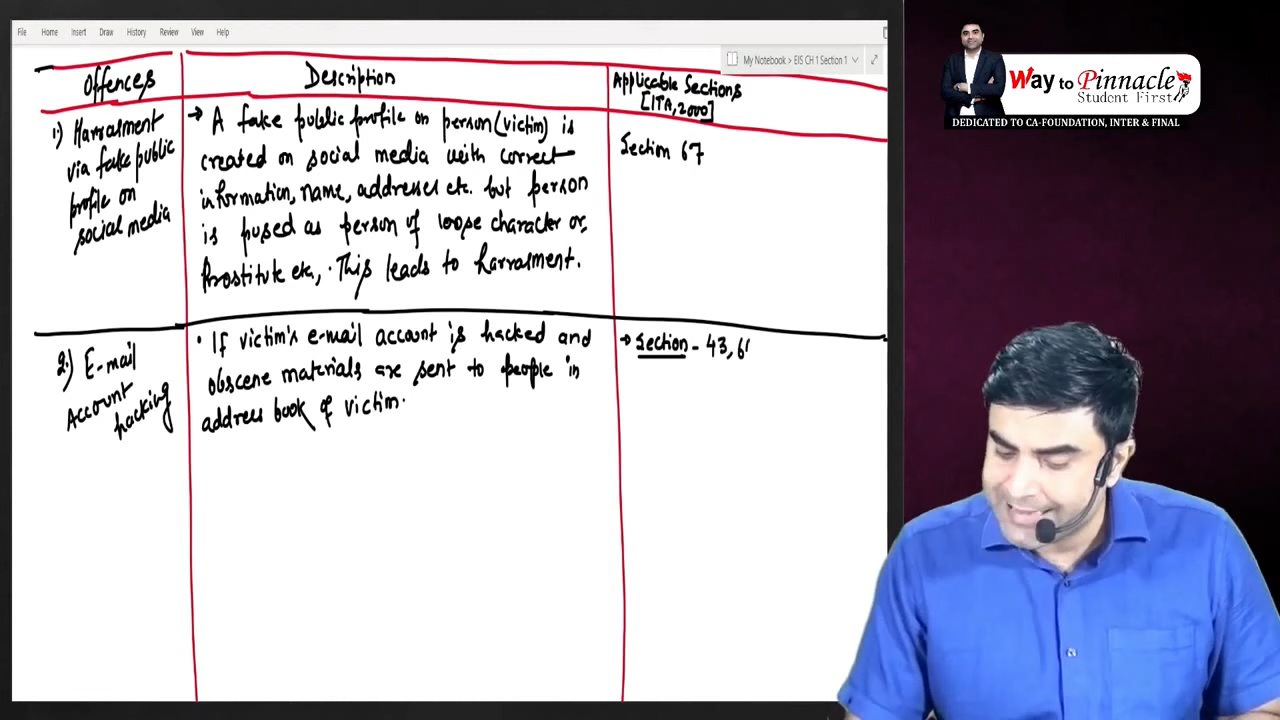 File Home Insert Draw History Review View Help
My Notebook > EIS CH 1 Section 1
Way to Pinnacle
Student First
DEDICATED TO CA-FOUNDATION, INTER & FINAL
Offences Description Applicable Sections
[ITA, 2000]
1.) Harrasment
via fake public
profile on
social media
→ A fake public profile on person (victim) is
created on social media with correct
information, name, addresses etc. but person
is pused as person of loose character or,
Prostitute etc,. This leads to harrasment.
Section 67
2.) E-mail
Account
hacking
· If victim's e-mail account is hacked and
obscene materials are sent to people in
address book of victim.
→ Section - 43, 6